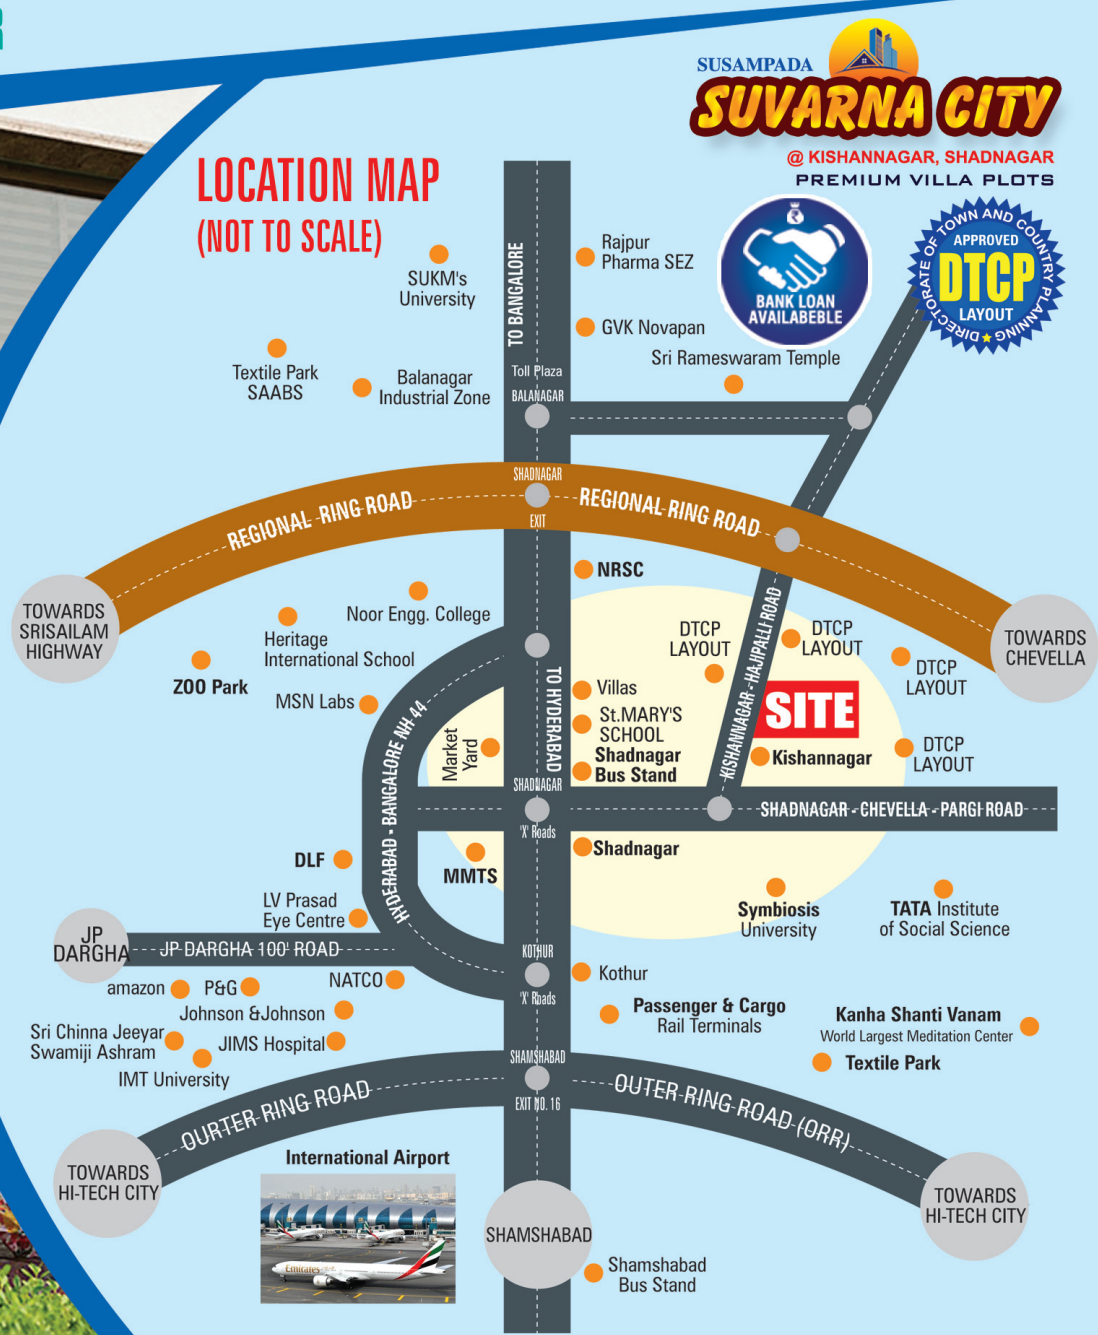 R
SUSAMPADA
SUVARNA CITY
@ KISHANNAGAR, SHADNAGAR
PREMIUM VILLA PLOTS
LOCATION MAP
(NOT TO SCALE)
BANK LOAN
AVAILABEBLE
DIRECTORATE OF TOWN AND COUNTRY PLANNING
APPROVED
DTCP
LAYOUT
TO BANGALORE
SUKM's
University
Rajpur
Pharma SEZ
GVK Novapan
Sri Rameswaram Temple
Textile Park
SAABS
Balanagar
Industrial Zone
Toll Plaza
BALANAGAR
SHADNAGAR
EXIT
REGIONAL RING ROAD
REGIONAL RING ROAD
TOWARDS
SRISAILAM
HIGHWAY
TOWARDS
CHEVELLA
NRSC
Noor Engg. College
Heritage
International School
ZOO Park
MSN Labs
KISHANNAGAR - HAJIPALLI ROAD
DTCP
LAYOUT
DTCP
LAYOUT
DTCP
LAYOUT
DTCP
LAYOUT
SITE
Kishannagar
TO HYDERABAD
Villas
St.MARY'S
SCHOOL
Shadnagar
Bus Stand
Market
Yard
HYDERABAD - BANGALORE NH-44
SHADNAGAR
'X' Roads
SHADNAGAR - CHEVELLA - PARGI ROAD
Shadnagar
DLF
MMTS
LV Prasad
Eye Centre
Symbiosis
University
TATA Institute
of Social Science
JP
DARGHA
JP DARGHA 100' ROAD
KOTHUR
'X' Roads
Kothur
amazon
P&G
NATCO
Johnson &Johnson
Sri Chinna Jeeyar
Swamiji Ashram
JIMS Hospital
IMT University
Passenger & Cargo
Rail Terminals
Kanha Shanti Vanam
World Largest Meditation Center
Textile Park
SHAMSHABAD
EXIT NO. 16
OURTER RING ROAD
OUTER RING ROAD (ORR)
TOWARDS
HI-TECH CITY
TOWARDS
HI-TECH CITY
International Airport
Emirates
SHAMSHABAD
Shamshabad
Bus Stand